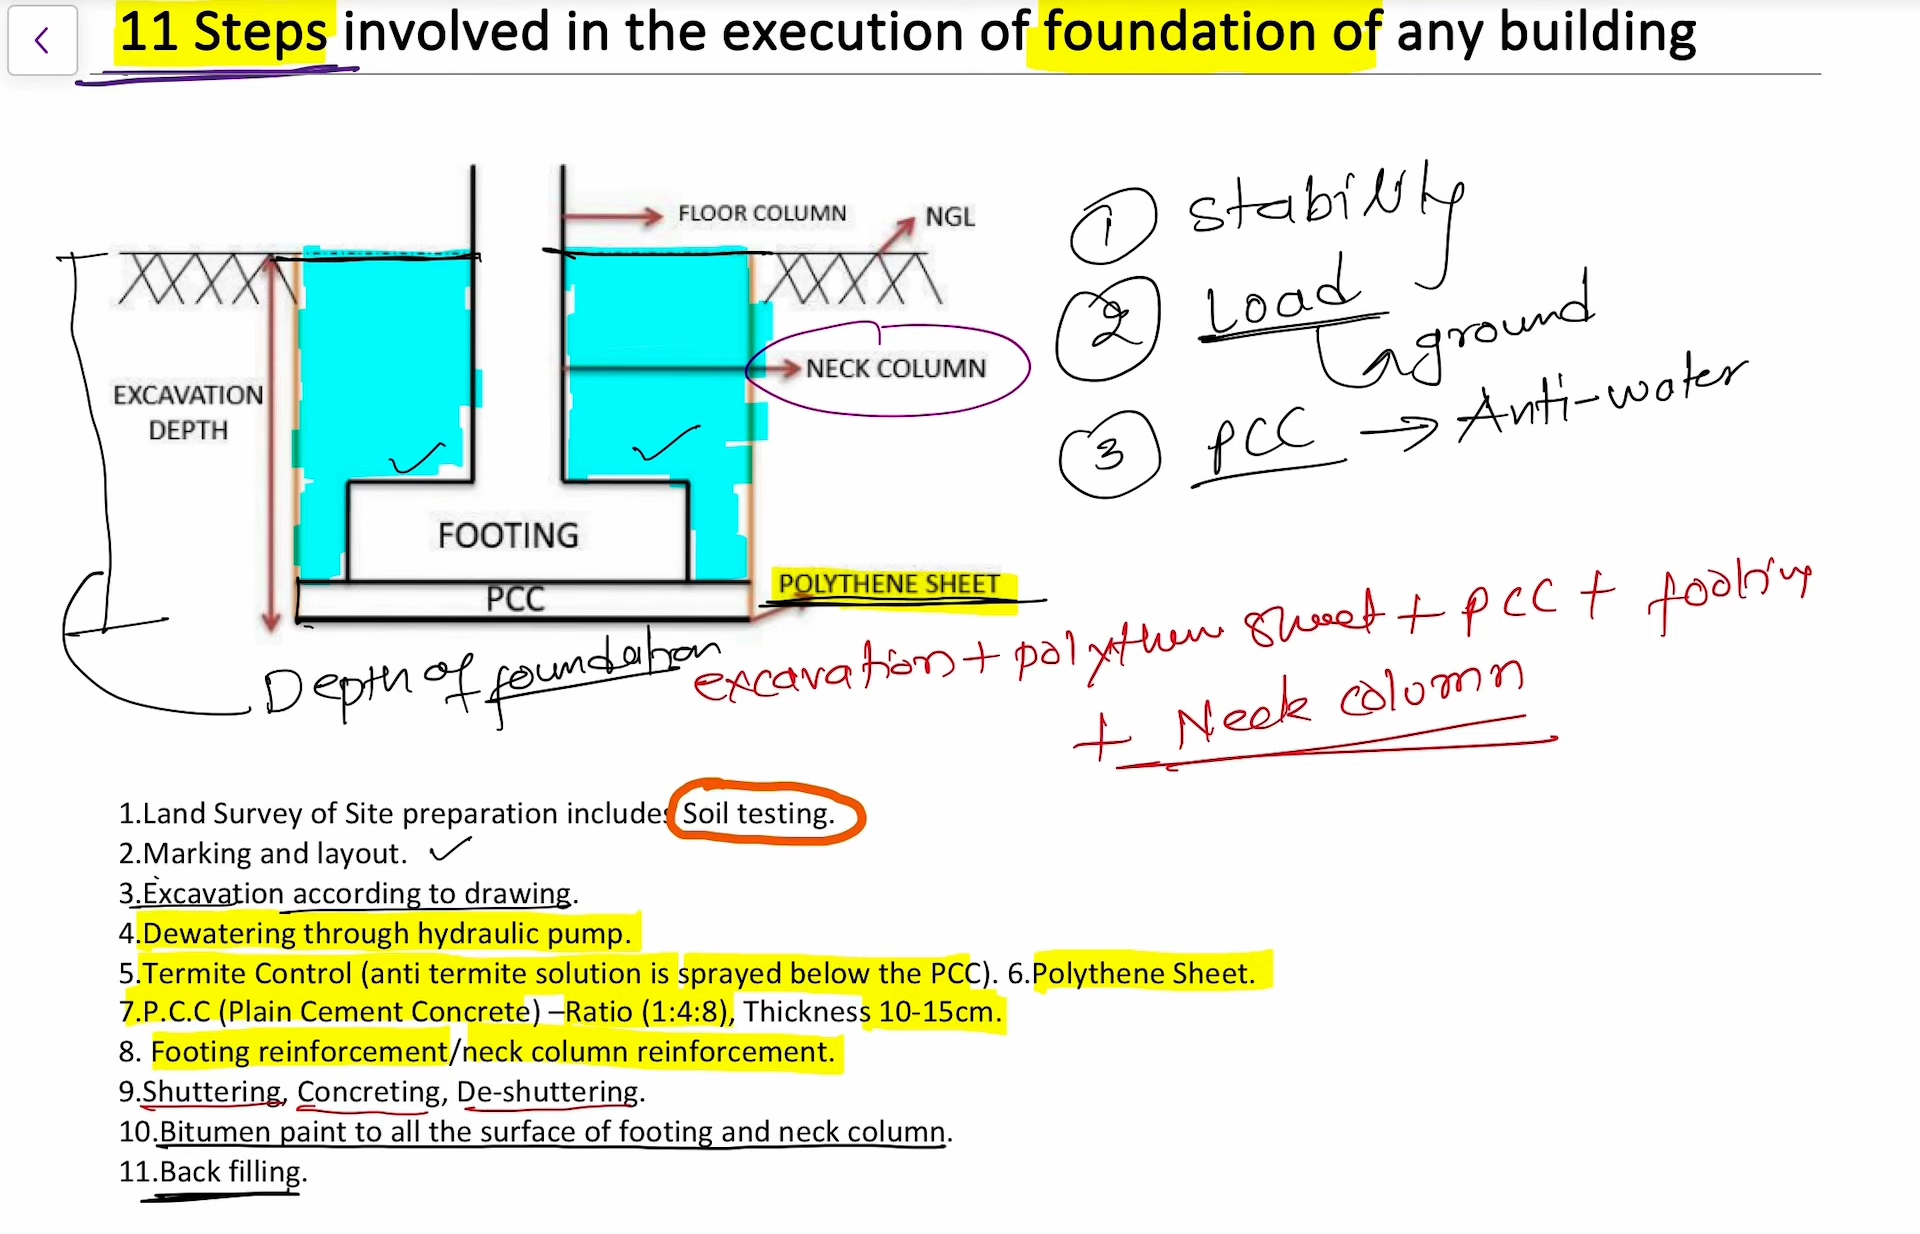 11 Steps involved in the execution of foundation of any building
FLOOR COLUMN
NGL
EXCAVATION
DEPTH
NECK COLUMN
FOOTING
PCC
POLYTHENE SHEET
1 Stability
2 Load
ground
3 PCC → Anti-water
Depth of foundation
excavation + polythen sheet + PCC + footing
+ Neck column
1.Land Survey of Site preparation includes Soil testing.
2.Marking and layout.
3.Excavation according to drawing.
4.Dewatering through hydraulic pump.
5.Termite Control (anti termite solution is sprayed below the PCC). 6.Polythene Sheet.
7.P.C.C (Plain Cement Concrete) –Ratio (1:4:8), Thickness 10-15cm.
8. Footing reinforcement/neck column reinforcement.
9.Shuttering, Concreting, De-shuttering.
10.Bitumen paint to all the surface of footing and neck column.
11.Back filling.